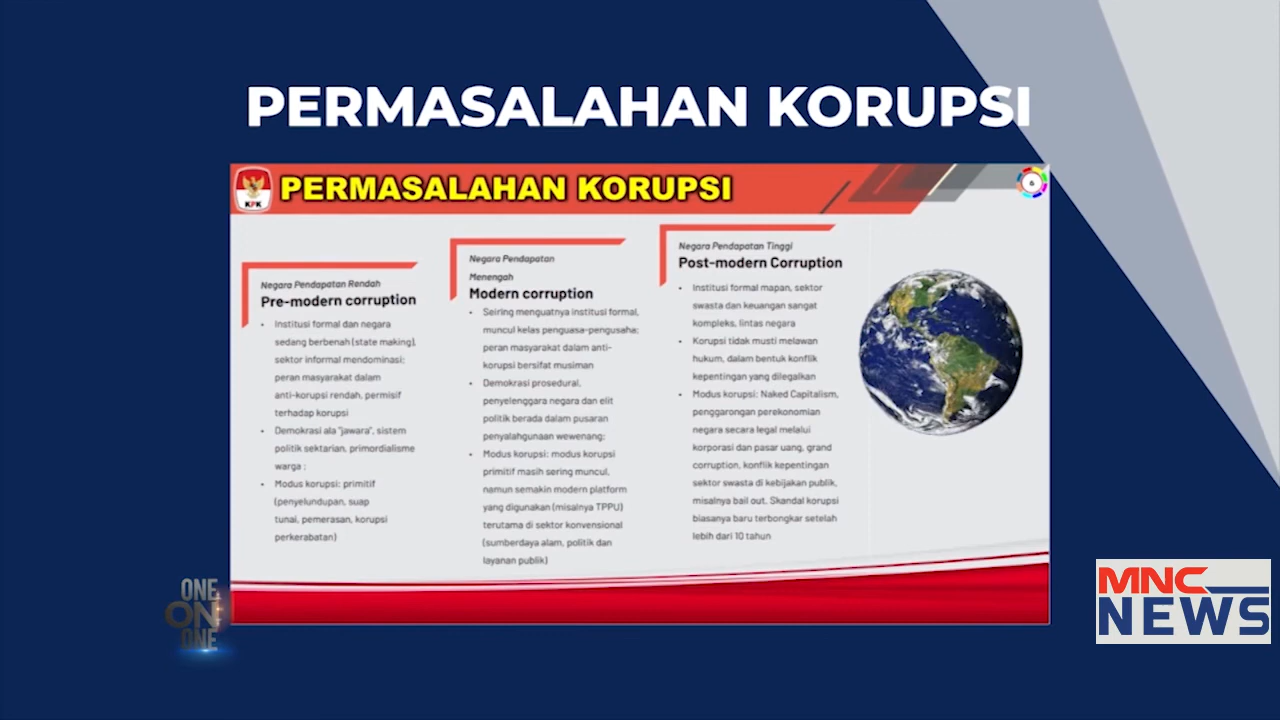 PERMASALAHAN KORUPSI
KPK
PERMASALAHAN KORUPSI
6
Negara Pendapatan Rendah
Pre-modern corruption
• Institusi formal dan negara
sedang berbenah (state making),
sektor informal mendominasi;
peran masyarakat dalam
anti-korupsi rendah, permisif
terhadap korupsi
• Demokrasi ala "jawara", sistem
politik sektarian, primordialisme
warga ;
• Modus korupsi: primitif
(penyelundupan, suap
tunai, pemerasan, korupsi
perkerabatan)
Negara Pendapatan
Menengah
Modern corruption
• Seiring menguatnya institusi formal,
muncul kelas penguasa-pengusaha;
peran masyarakat dalam anti-
korupsi bersifat musiman
• Demokrasi prosedural,
penyelenggara negara dan elit
politik berada dalam pusaran
penyalahgunaan wewenang;
• Modus korupsi: modus korupsi
primitif masih sering muncul,
namun semakin modern platform
yang digunakan (misalnya TPPU)
terutama di sektor konvensional
(sumberdaya alam, politik dan
layanan publik)
Negara Pendapatan Tinggi
Post-modern Corruption
• Institusi formal mapan, sektor
swasta dan keuangan sangat
kompleks, lintas negara
• Korupsi tidak musti melawan
hukum, dalam bentuk konflik
kepentingan yang dilegalkan
• Modus korupsi: Naked Capitalism,
penggarongan perekonomian
negara secara legal melalui
korporasi dan pasar uang, grand
corruption, konflik kepentingan
sektor swasta di kebijakan publik,
misalnya bail out. Skandal korupsi
biasanya baru terbongkar setelah
lebih dari 10 tahun
ONE
ON
ONE
MNC
NEWS